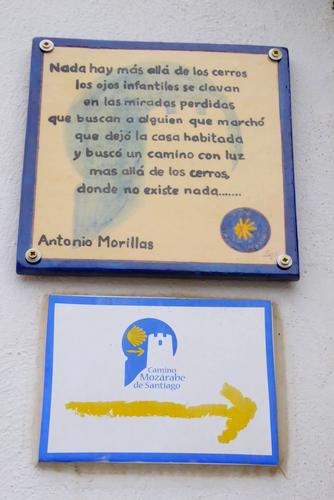 Nada hay más allá de los cerros
los ojos infantiles se clavan
en las miradas perdidas
que buscan a alguien que marchó
que dejó la casa habitada
y buscó un camino con luz
mas allá de los cerros,
donde no existe nada.......
Antonio Morillas
Camino
Mozárabe
de Santiago